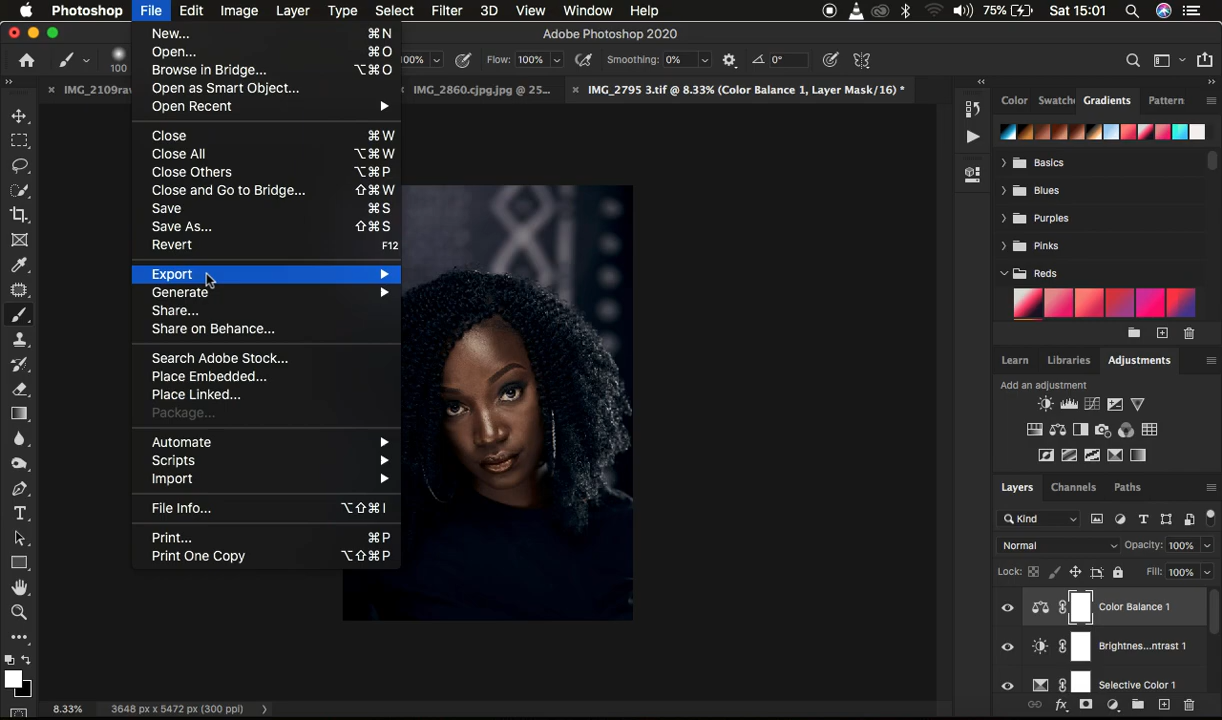 Photoshop File Edit Image Layer Type Select Filter 3D View Window Help 75% Sat 15:01
Adobe Photoshop 2020
100 00% Flow: 100% Smoothing: 0% 0°
IMG_2109rav IMG_2860.cjpg.jpg @ 25... IMG_2795 3.tif @ 8.33% (Color Balance 1, Layer Mask/16) *
New... ⌘N
Open... ⌘O
Browse in Bridge... ⌥⌘O
Open as Smart Object...
Open Recent
Close ⌘W
Close All ⌥⌘W
Close Others ⌥⌘P
Close and Go to Bridge... ⇧⌘W
Save ⌘S
Save As... ⇧⌘S
Revert F12
Export
Generate
Share...
Share on Behance...
Search Adobe Stock...
Place Embedded...
Place Linked...
Package...
Automate
Scripts
Import
File Info... ⌥⇧⌘I
Print... ⌘P
Print One Copy ⌥⇧⌘P
Color Swatch Gradients Pattern
Basics
Blues
Purples
Pinks
Reds
Learn Libraries Adjustments
Add an adjustment
Layers Channels Paths
Kind
Normal Opacity: 100%
Lock: Fill: 100%
Color Balance 1
Brightnes...ntrast 1
Selective Color 1
fx
8.33% 3648 px x 5472 px (300 ppi)